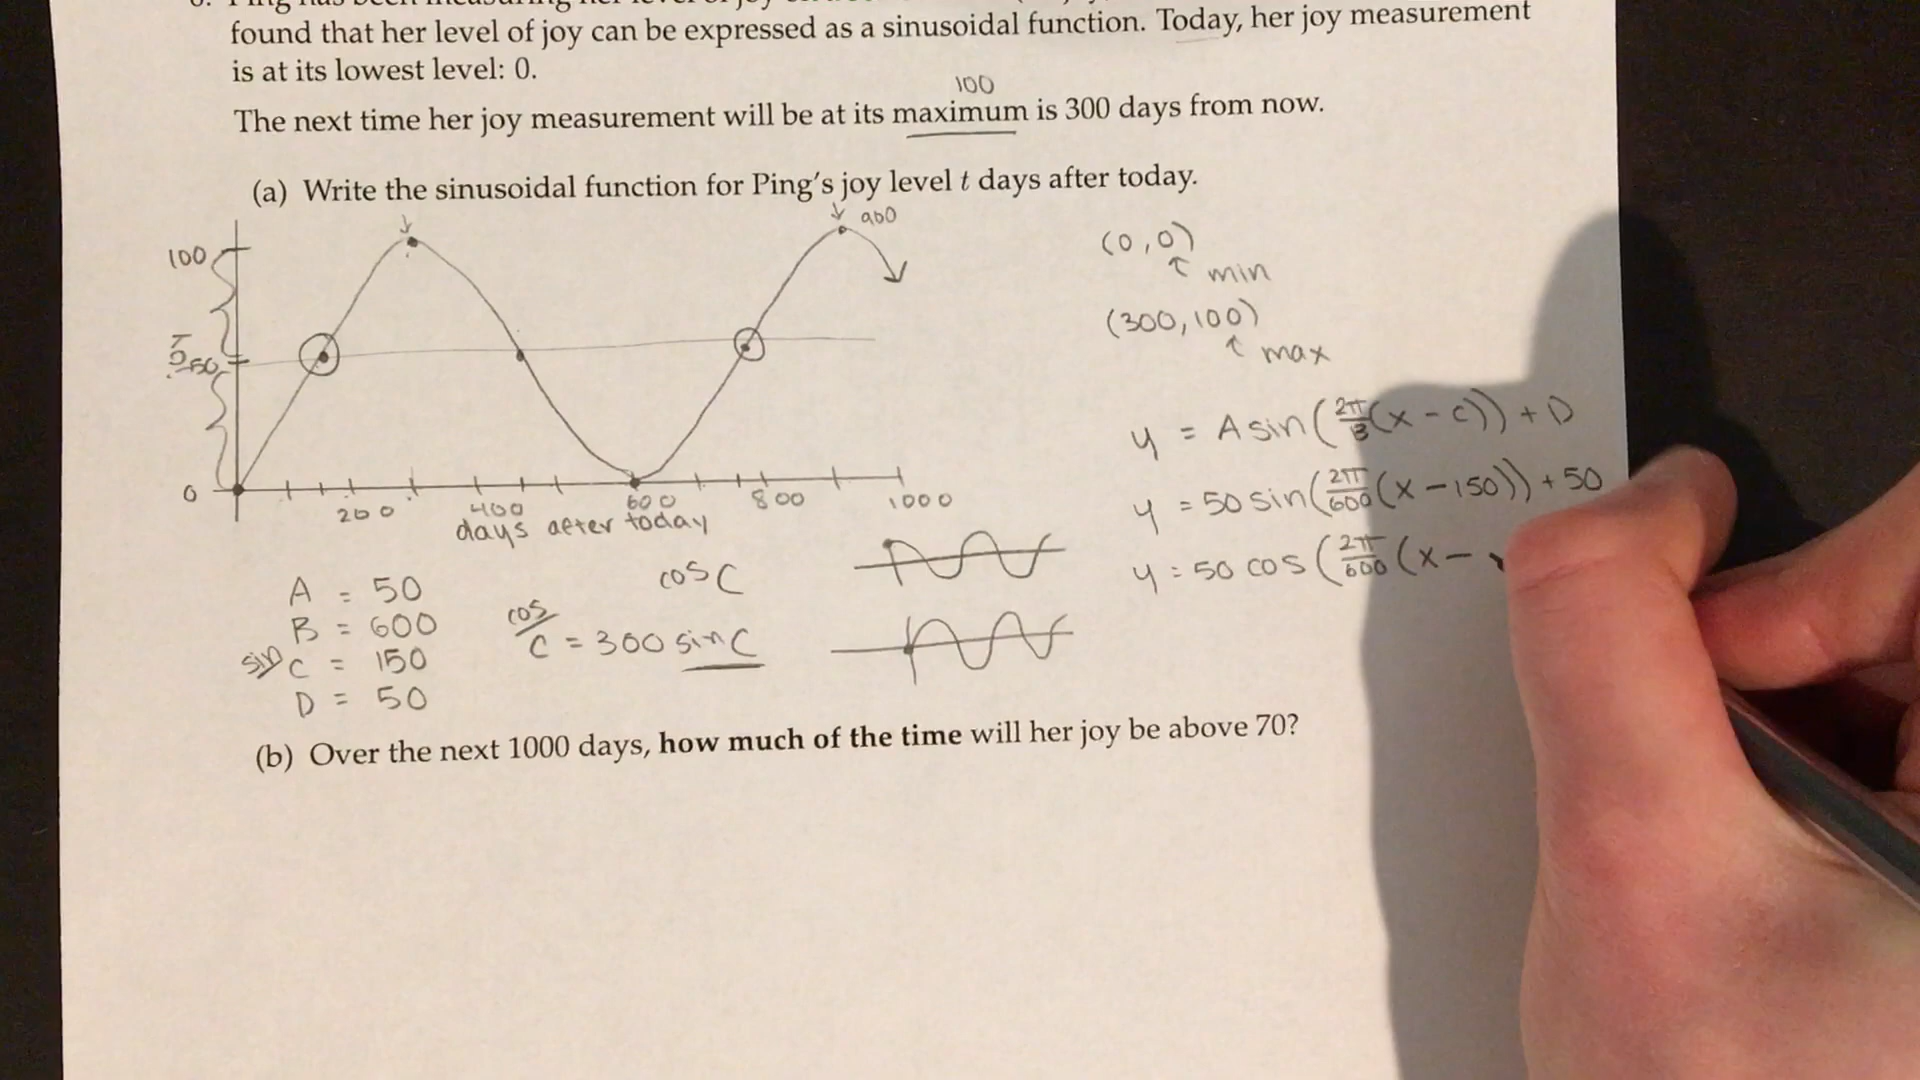 found that her level of joy can be expressed as a sinusoidal function. Today, her joy measurement
is at its lowest level: 0.
100
The next time her joy measurement will be at its maximum is 300 days from now.
(a) Write the sinusoidal function for Ping's joy level t days after today.
900
100
50
0
200 400 600 800 1000
days after today
(0,0)
↑ min
(300,100)
↑ max
y = A sin(2π/B(x - c)) + D
y = 50 sin(2π/600(x - 150)) + 50
y = 50 cos(2π/600(x -
A = 50
B = 600
sin C = 150
D = 50
cos C
cos
C = 300 sin C
(b) Over the next 1000 days, how much of the time will her joy be above 70?